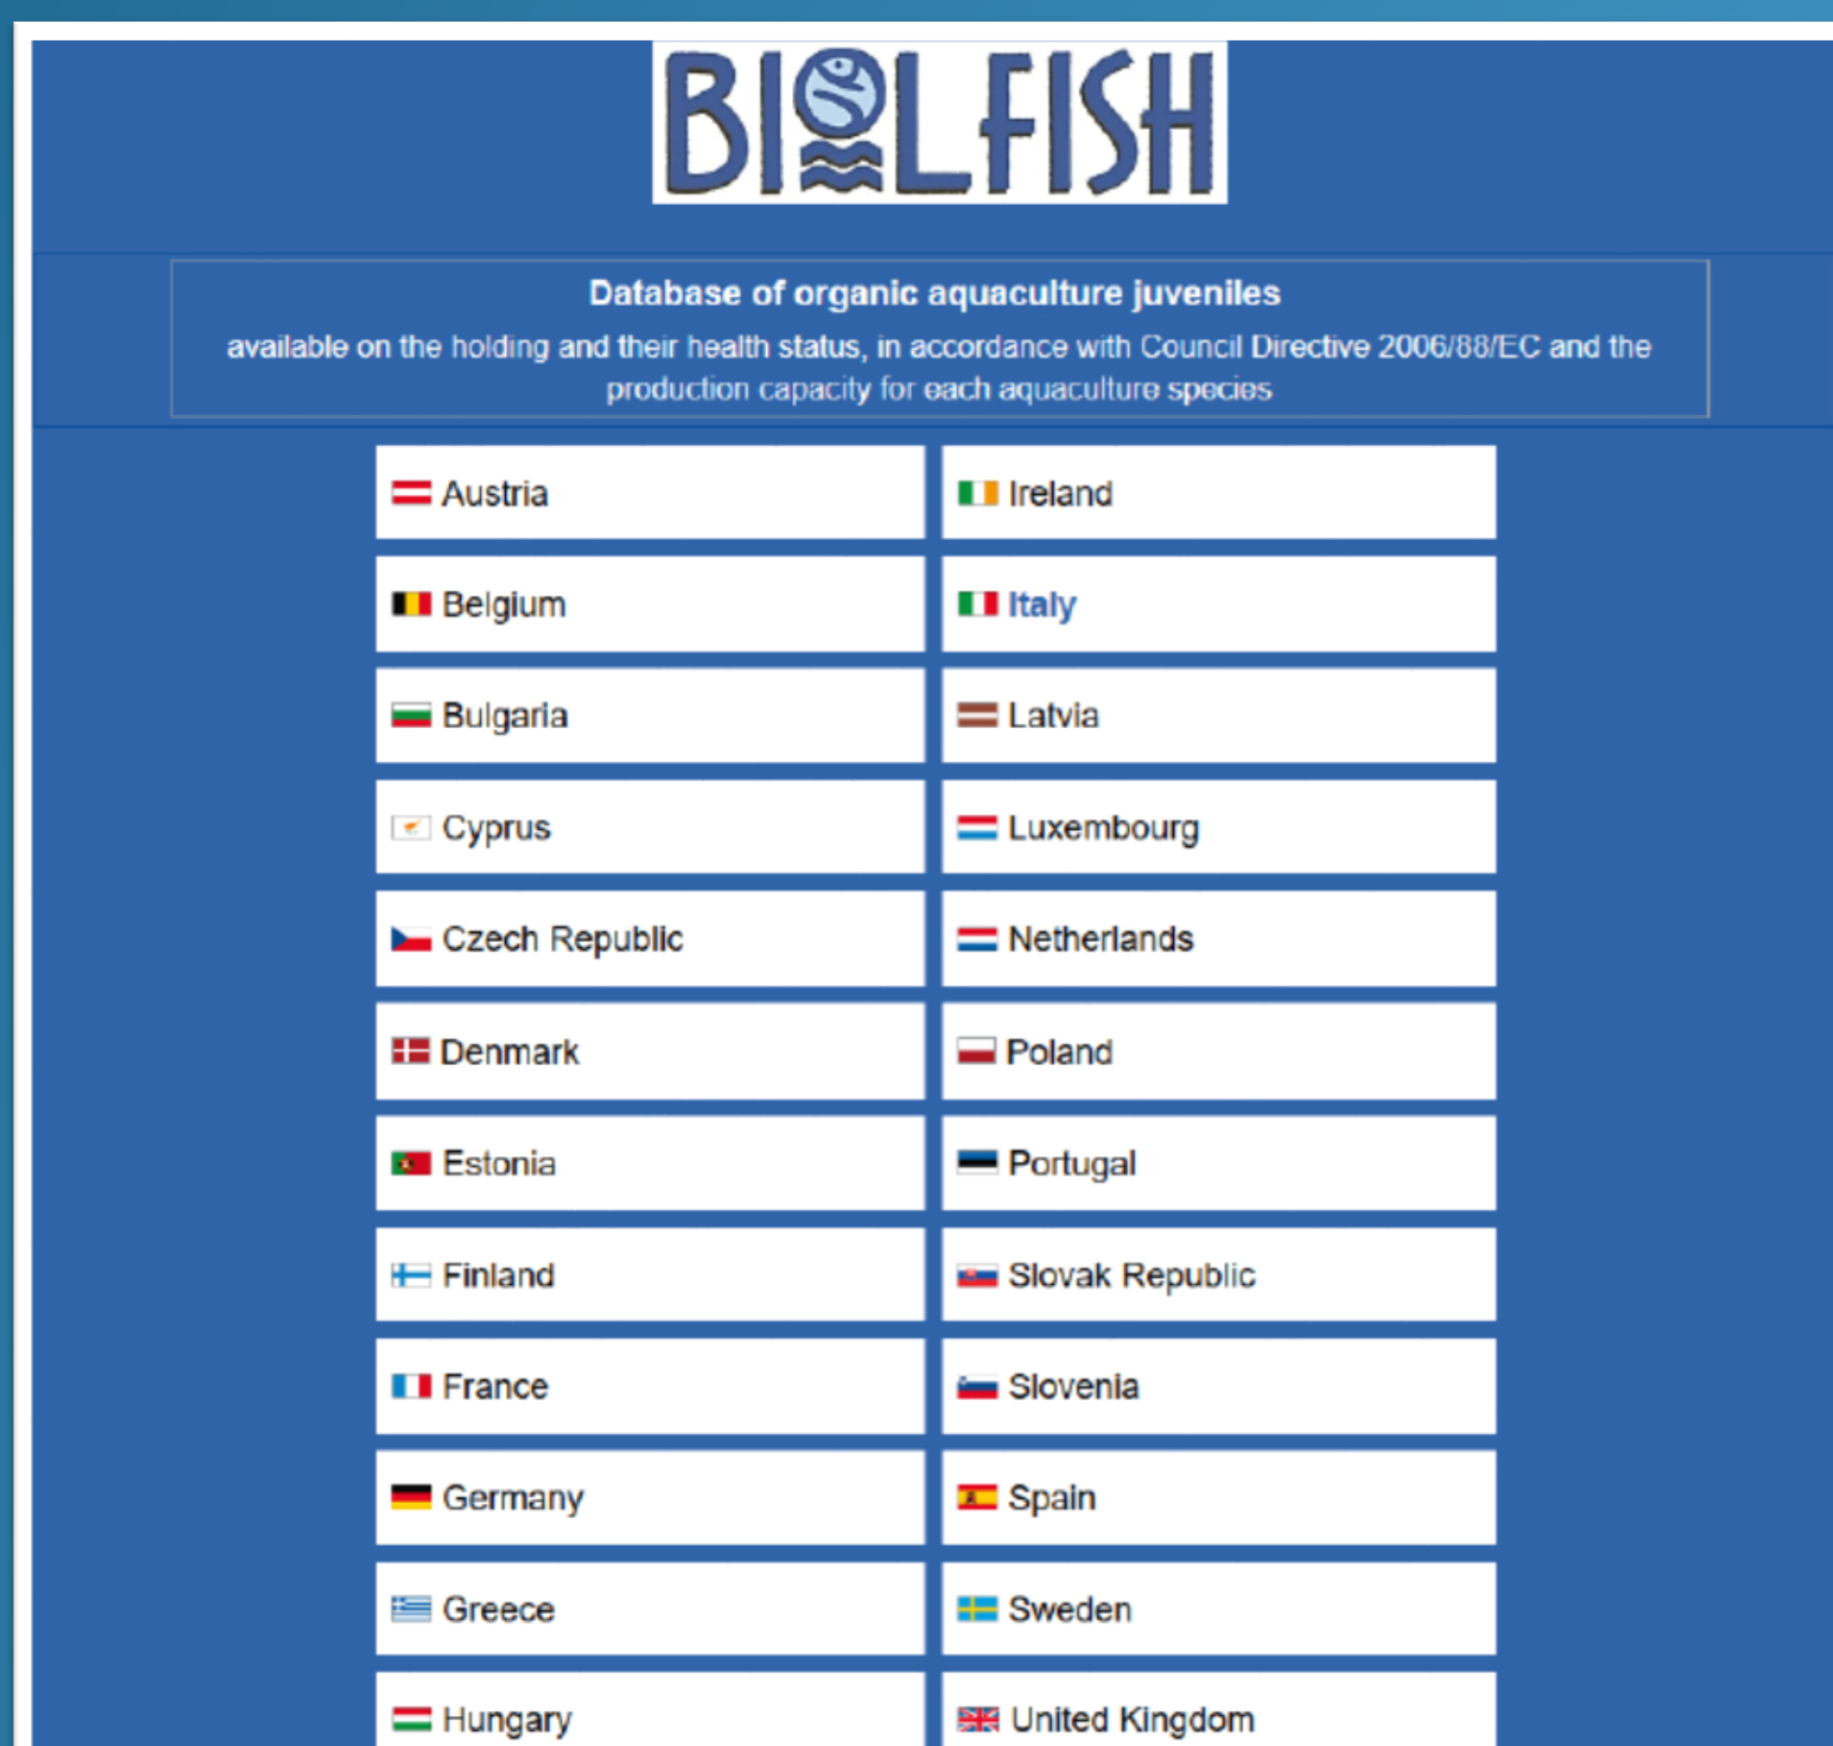 BIOLFISH
Database of organic aquaculture juveniles
available on the holding and their health status, in accordance with Council Directive 2006/88/EC and the
production capacity for each aquaculture species
Austria
Ireland
Belgium
Italy
Bulgaria
Latvia
Cyprus
Luxembourg
Czech Republic
Netherlands
Denmark
Poland
Estonia
Portugal
Finland
Slovak Republic
France
Slovenia
Germany
Spain
Greece
Sweden
Hungary
United Kingdom